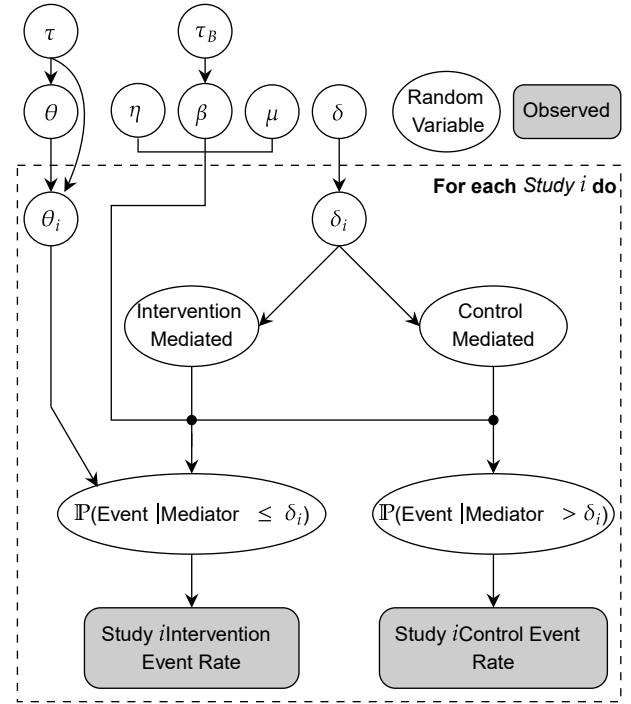 τ
τ_B
θ
η
β
μ
δ
Random
Variable
Observed
For each Study i do
θ_i
δ_i
Intervention
Mediated
Control
Mediated
ℙ(Event |Mediator ≤ δ_i)
ℙ(Event |Mediator > δ_i)
Study iIntervention
Event Rate
Study iControl Event
Rate